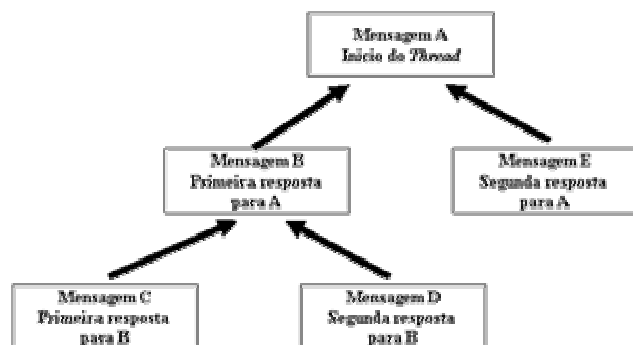 Mensagem A
Início do Thread
Mensagem B
Primeira resposta
para A
Mensagem E
Segunda resposta
para A
Mensagem C
Primeira resposta
para B
Mensagem D
Segunda resposta
para B